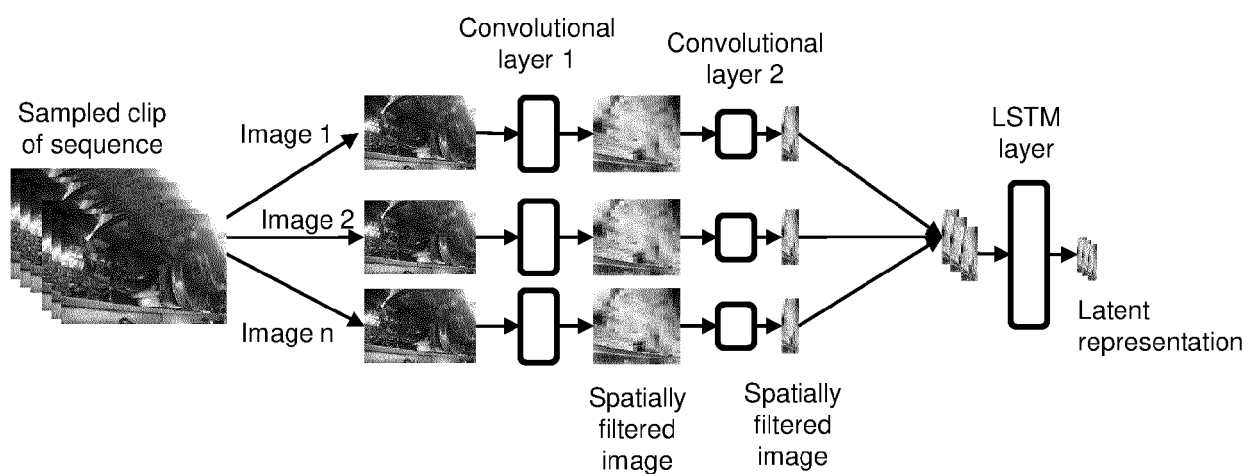 Convolutional
layer 1
Convolutional
layer 2
Sampled clip
of sequence
Image 1
Image 2
Image n
LSTM
layer
Latent
representation
Spatially
filtered
image
Spatially
filtered
image